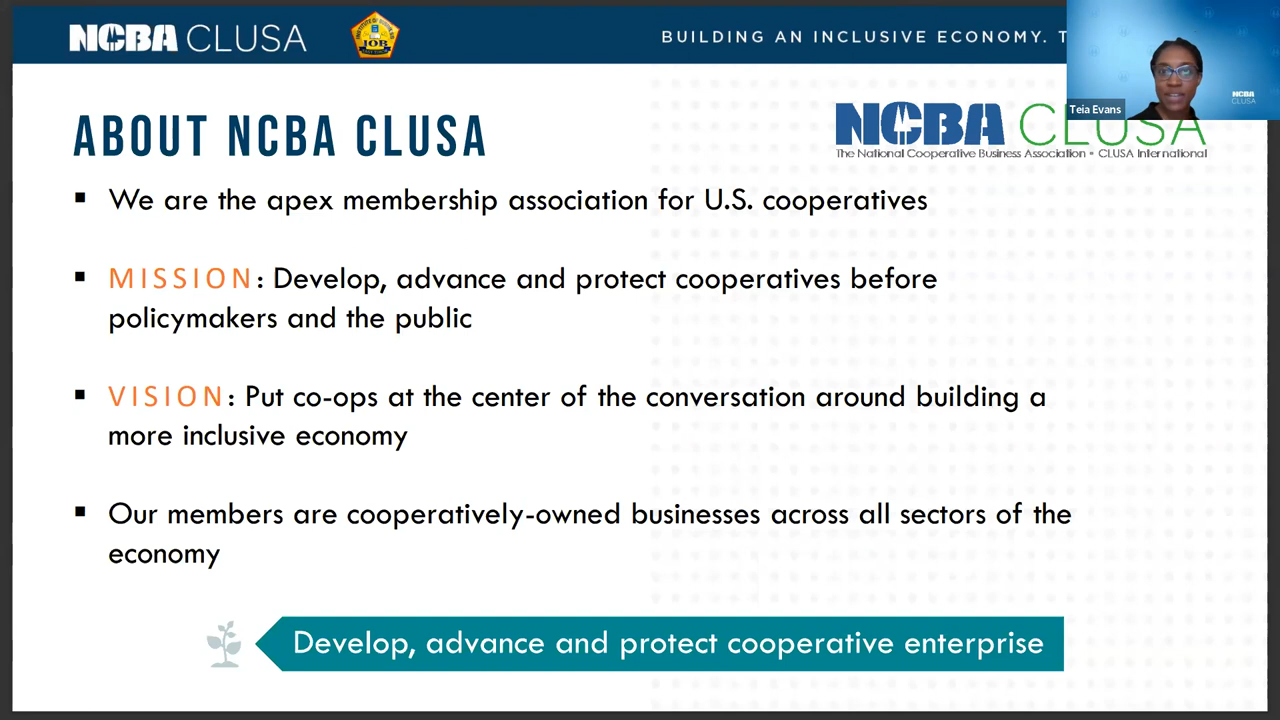 NCBA CLUSA
IOB
BUILDING AN INCLUSIVE ECONOMY. T
Teia Evans
NCBA
CLUSA
ABOUT NCBA CLUSA
NCBA CLUSA
The National Cooperative Business Association • CLUSA International
▪ We are the apex membership association for U.S. cooperatives
▪ MISSION: Develop, advance and protect cooperatives before
policymakers and the public
▪ VISION: Put co-ops at the center of the conversation around building a
more inclusive economy
▪ Our members are cooperatively-owned businesses across all sectors of the
economy
Develop, advance and protect cooperative enterprise